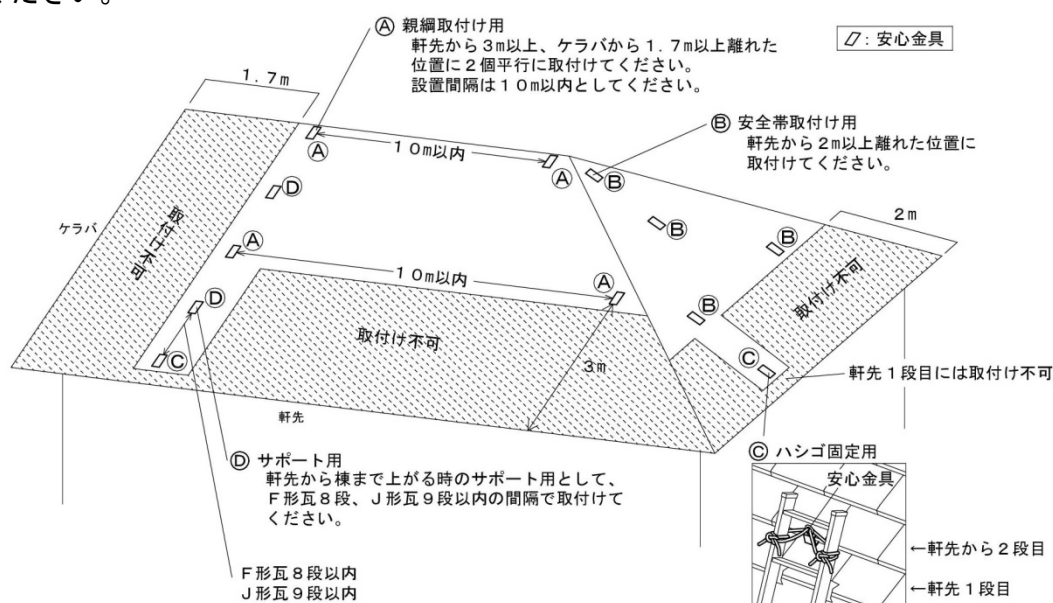 ください。
Ⓐ 親綱取付け用
軒先から3m以上、ケラバから1.7m以上離れた
位置に2個平行に取付けてください。
設置間隔は10m以内としてください。
：安心金具
1.7m
Ⓑ 安全帯取付け用
軒先から2m以上離れた位置に
取付けてください。
Ⓐ
10m以内
Ⓐ
Ⓑ
Ⓓ
Ⓑ
Ⓑ
2m
ケラバ
取付け不可
Ⓐ
10m以内
Ⓐ
取付け不可
Ⓓ
Ⓑ
取付け不可
Ⓒ
3m
Ⓒ
軒先1段目には取付け不可
軒先
Ⓓ サポート用
軒先から棟まで上がる時のサポート用として、
F形瓦8段、J形瓦9段以内の間隔で取付けて
ください。
F形瓦8段以内
J形瓦9段以内
Ⓒ ハシゴ固定用
安心金具
←軒先から2段目
←軒先1段目